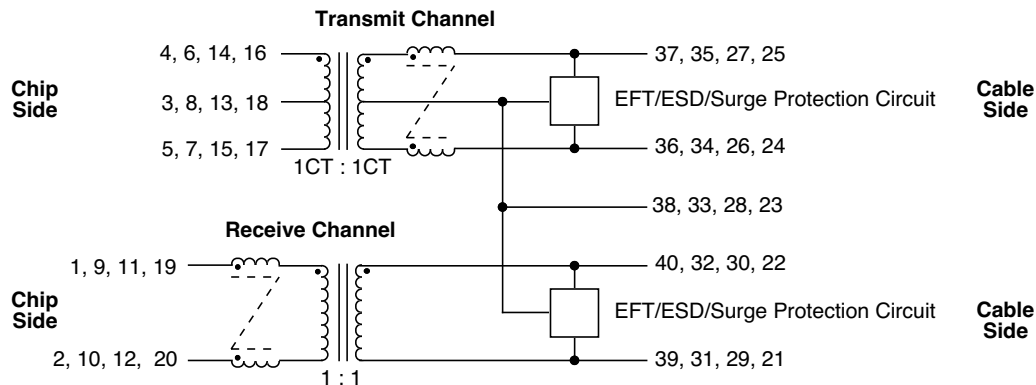 Transmit Channel
4, 6, 14, 16
37, 35, 27, 25
Chip
Side
3, 8, 13, 18
EFT/ESD/Surge Protection Circuit
Cable
Side
5, 7, 15, 17
36, 34, 26, 24
1CT : 1CT
38, 33, 28, 23
Receive Channel
1, 9, 11, 19
40, 32, 30, 22
Chip
Side
EFT/ESD/Surge Protection Circuit
Cable
Side
2, 10, 12, 20
39, 31, 29, 21
1 : 1